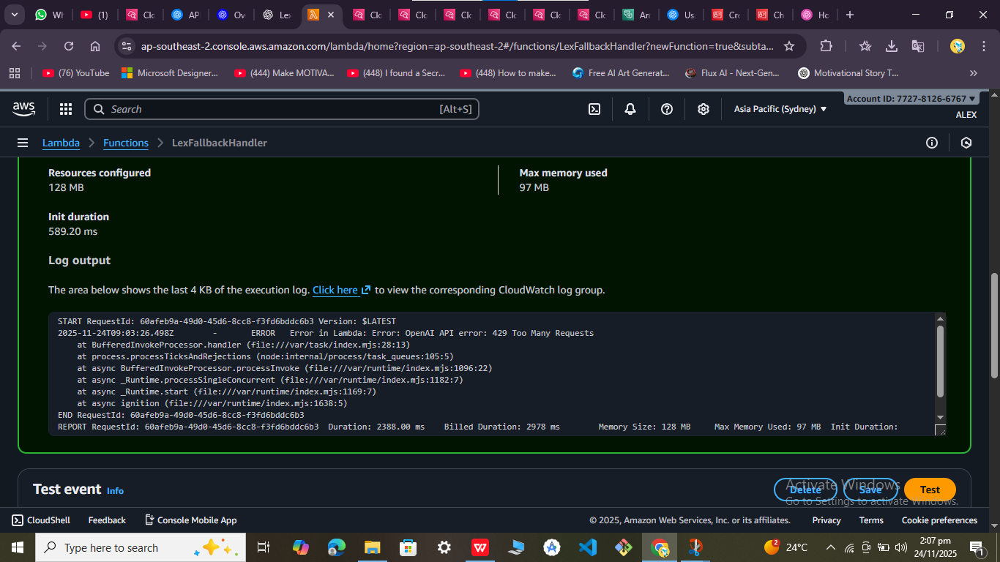 Wh
(1)
Clo
AP
Ov
Lex
Clo
Clo
Clo
Clo
Clo
Clo
Am
Us
Cre
Ch
Ho
ap-southeast-2.console.aws.amazon.com/lambda/home?region=ap-southeast-2#/functions/LexFallbackHandler?newFunction=true&subta...
(76) YouTube
Microsoft Designer...
(444) Make MOTIVA...
(448) I found a Secr...
(448) How to make...
Free AI Art Generat...
Flux AI - Next-Gen...
Motivational Story T...
aws
Search
[Alt+S]
Asia Pacific (Sydney)
Account ID: 7727-8126-6767
ALEX
Lambda
Functions
LexFallbackHandler
Resources configured
128 MB
Max memory used
97 MB
Init duration
589.20 ms
Log output
The area below shows the last 4 KB of the execution log. Click here to view the corresponding CloudWatch log group.
START RequestId: 60afeb9a-49d0-45d6-8cc8-f3fd6bddc6b3 Version: $LATEST
2025-11-24T09:03:26.498Z - ERROR Error in Lambda: Error: OpenAI API error: 429 Too Many Requests
at BufferedInvokeProcessor.handler (file:///var/task/index.mjs:28:13)
at process.processTicksAndRejections (node:internal/process/task_queues:105:5)
at async BufferedInvokeProcessor.processInvoke (file:///var/runtime/index.mjs:1096:22)
at async _Runtime.processSingleConcurrent (file:///var/runtime/index.mjs:1182:7)
at async _Runtime.start (file:///var/runtime/index.mjs:1169:7)
at async ignition (file:///var/runtime/index.mjs:1638:5)
END RequestId: 60afeb9a-49d0-45d6-8cc8-f3fd6bddc6b3
REPORT RequestId: 60afeb9a-49d0-45d6-8cc8-f3fd6bddc6b3 Duration: 2388.00 ms Billed Duration: 2978 ms Memory Size: 128 MB Max Memory Used: 97 MB Init Duration:
Test event Info
Delete
Save
Test
Activate Windows
Go to Settings to activate Windows.
CloudShell
Feedback
Console Mobile App
© 2025, Amazon Web Services, Inc. or its affiliates.
Privacy
Terms
Cookie preferences
Type here to search
2
24°C
2:07 pm
24/11/2025
1